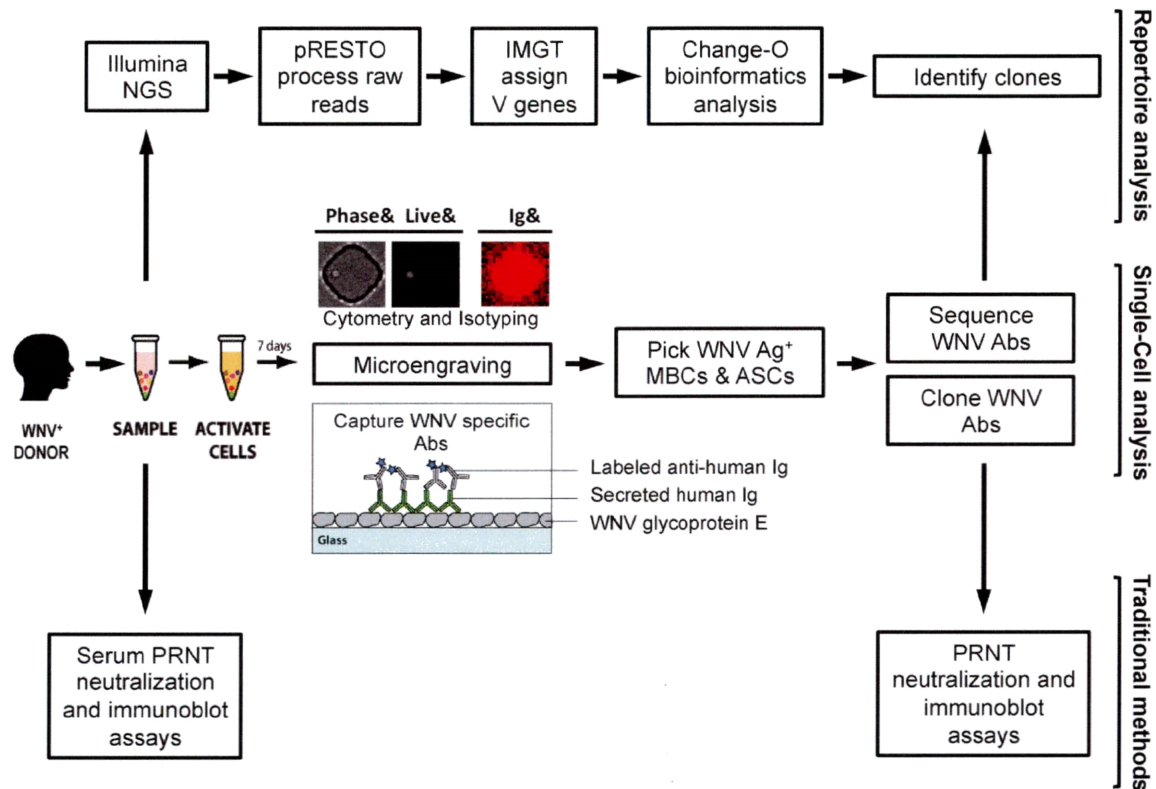 Illumina
NGS
pRESTO
process raw
reads
IMGT
assign
V genes
Change-O
bioinformatics
analysis
Identify clones
Repertoire analysis
Phase& Live& Ig&
Cytometry and Isotyping
WNV⁺
DONOR
SAMPLE
ACTIVATE
CELLS
7 days
Microengraving
Pick WNV Ag⁺
MBCs & ASCs
Sequence
WNV Abs
Clone WNV
Abs
Single-Cell analysis
Capture WNV specific
Abs
Labeled anti-human Ig
Secreted human Ig
WNV glycoprotein E
Glass
Serum PRNT
neutralization
and immunoblot
assays
PRNT
neutralization and
immunoblot
assays
Traditional methods